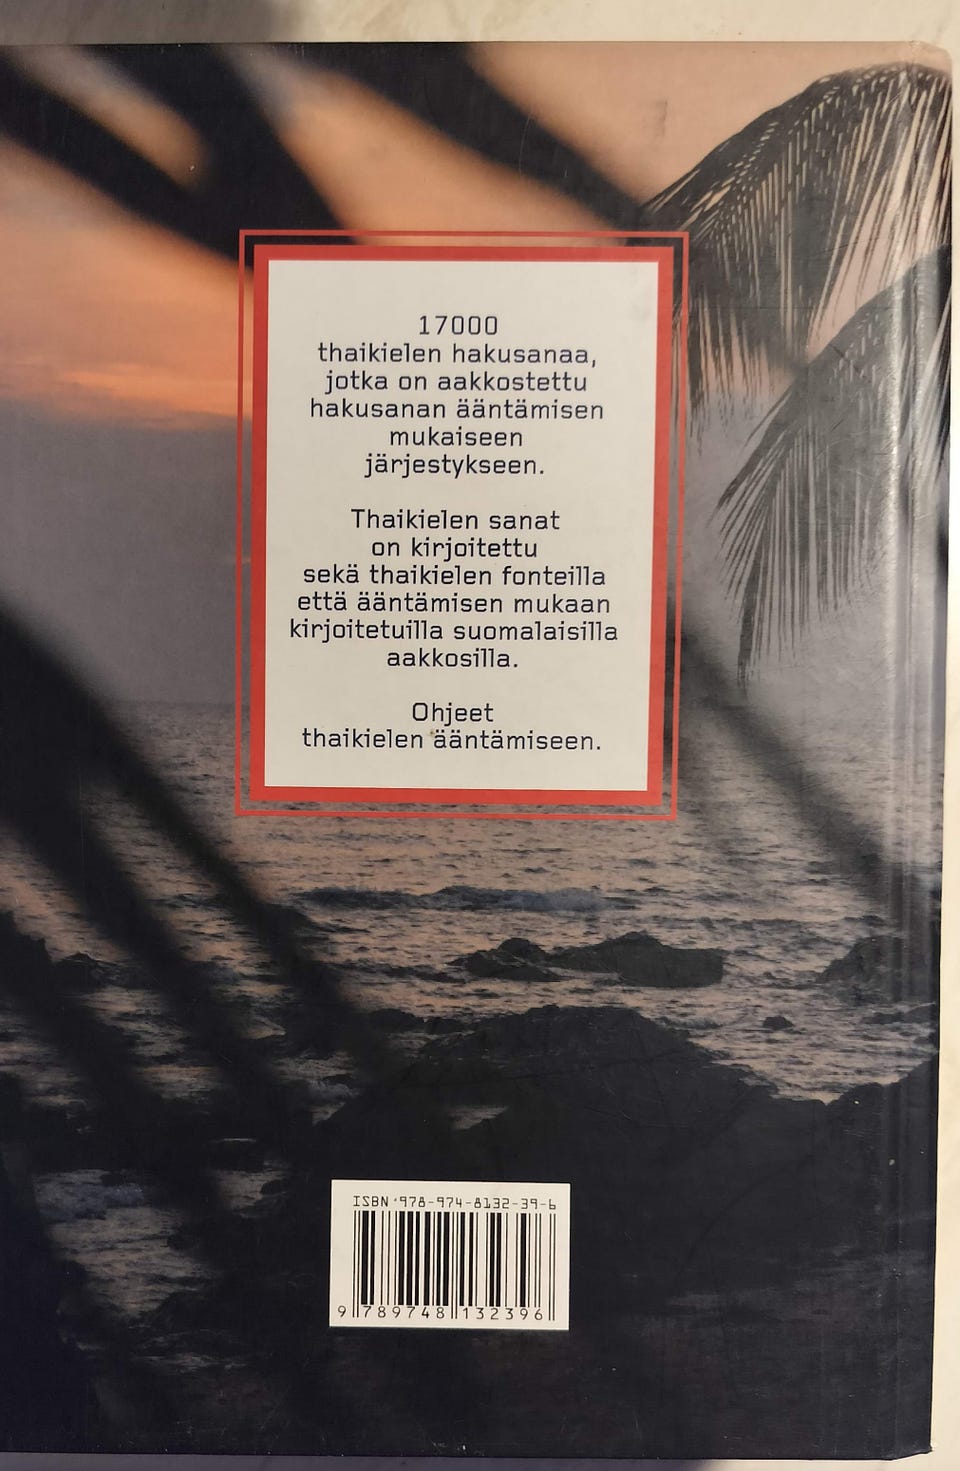 17000
thaikielen hakusanaa,
jotka on aakkostettu
hakusanan ääntämisen
mukaiseen
järjestykseen.
Thaikielen sanat
on kirjoitettu
sekä thaikielen fonteilla
että ääntämisen mukaan
kirjoitetuilla suomalaisilla
aakkosilla.
Ohjeet
thaikielen ääntämiseen.
ISBN 978-974-8132-39-6
9 789748 132396